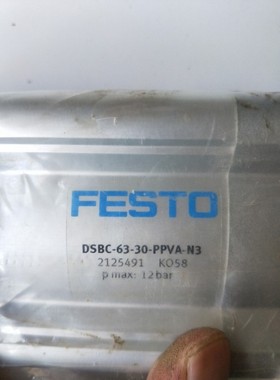 FESTO
DSBC-63-30-PPVA-N3
2125491 KO58
p max: 12bar